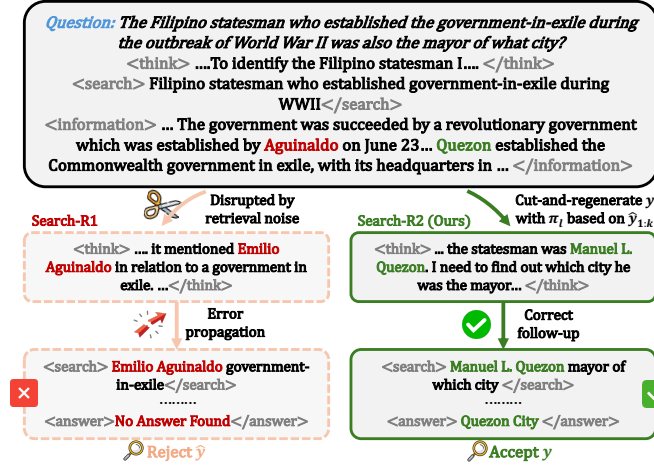 Question: The Filipino statesman who established the government-in-exile during
the outbreak of World War II was also the mayor of what city?
<think> ....To identify the Filipino statesman I.... </think>
<search> Filipino statesman who established government-in-exile during
WWII</search>
<information> ... The government was succeeded by a revolutionary government
which was established by Aguinaldo on June 23... Quezon established the
Commonwealth government in exile, with its headquarters in ... </information>
Disrupted by
retrieval noise
Search-R1
Cut-and-regenerate y
with π_l based on ŷ_{1:k}
Search-R2 (Ours)
<think> .... it mentioned Emilio
Aguinaldo in relation to a government in
exile. ...</think>
<think> ... the statesman was Manuel L.
Quezon. I need to find out which city he
was the mayor... </think>
Error
propagation
Correct
follow-up
<search> Emilio Aguinaldo government-
in-exile</search>
.........
<answer>No Answer Found</answer>
<search> Manuel L. Quezon mayor of
which city </search>
.........
<answer> Quezon City </answer>
Reject ŷ
Accept y